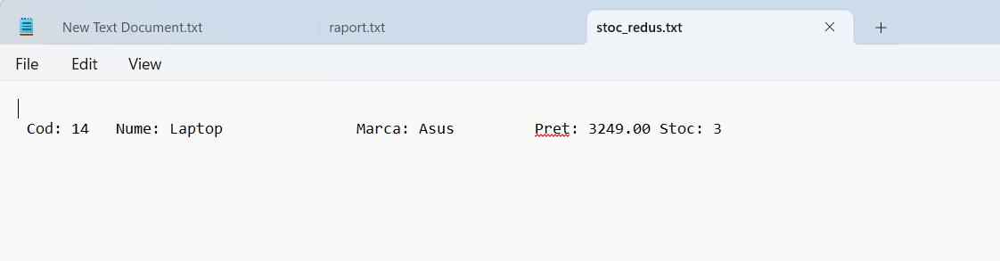 New Text Document.txt raport.txt stoc_redus.txt
File Edit View
Cod: 14 Nume: Laptop Marca: Asus Pret: 3249.00 Stoc: 3